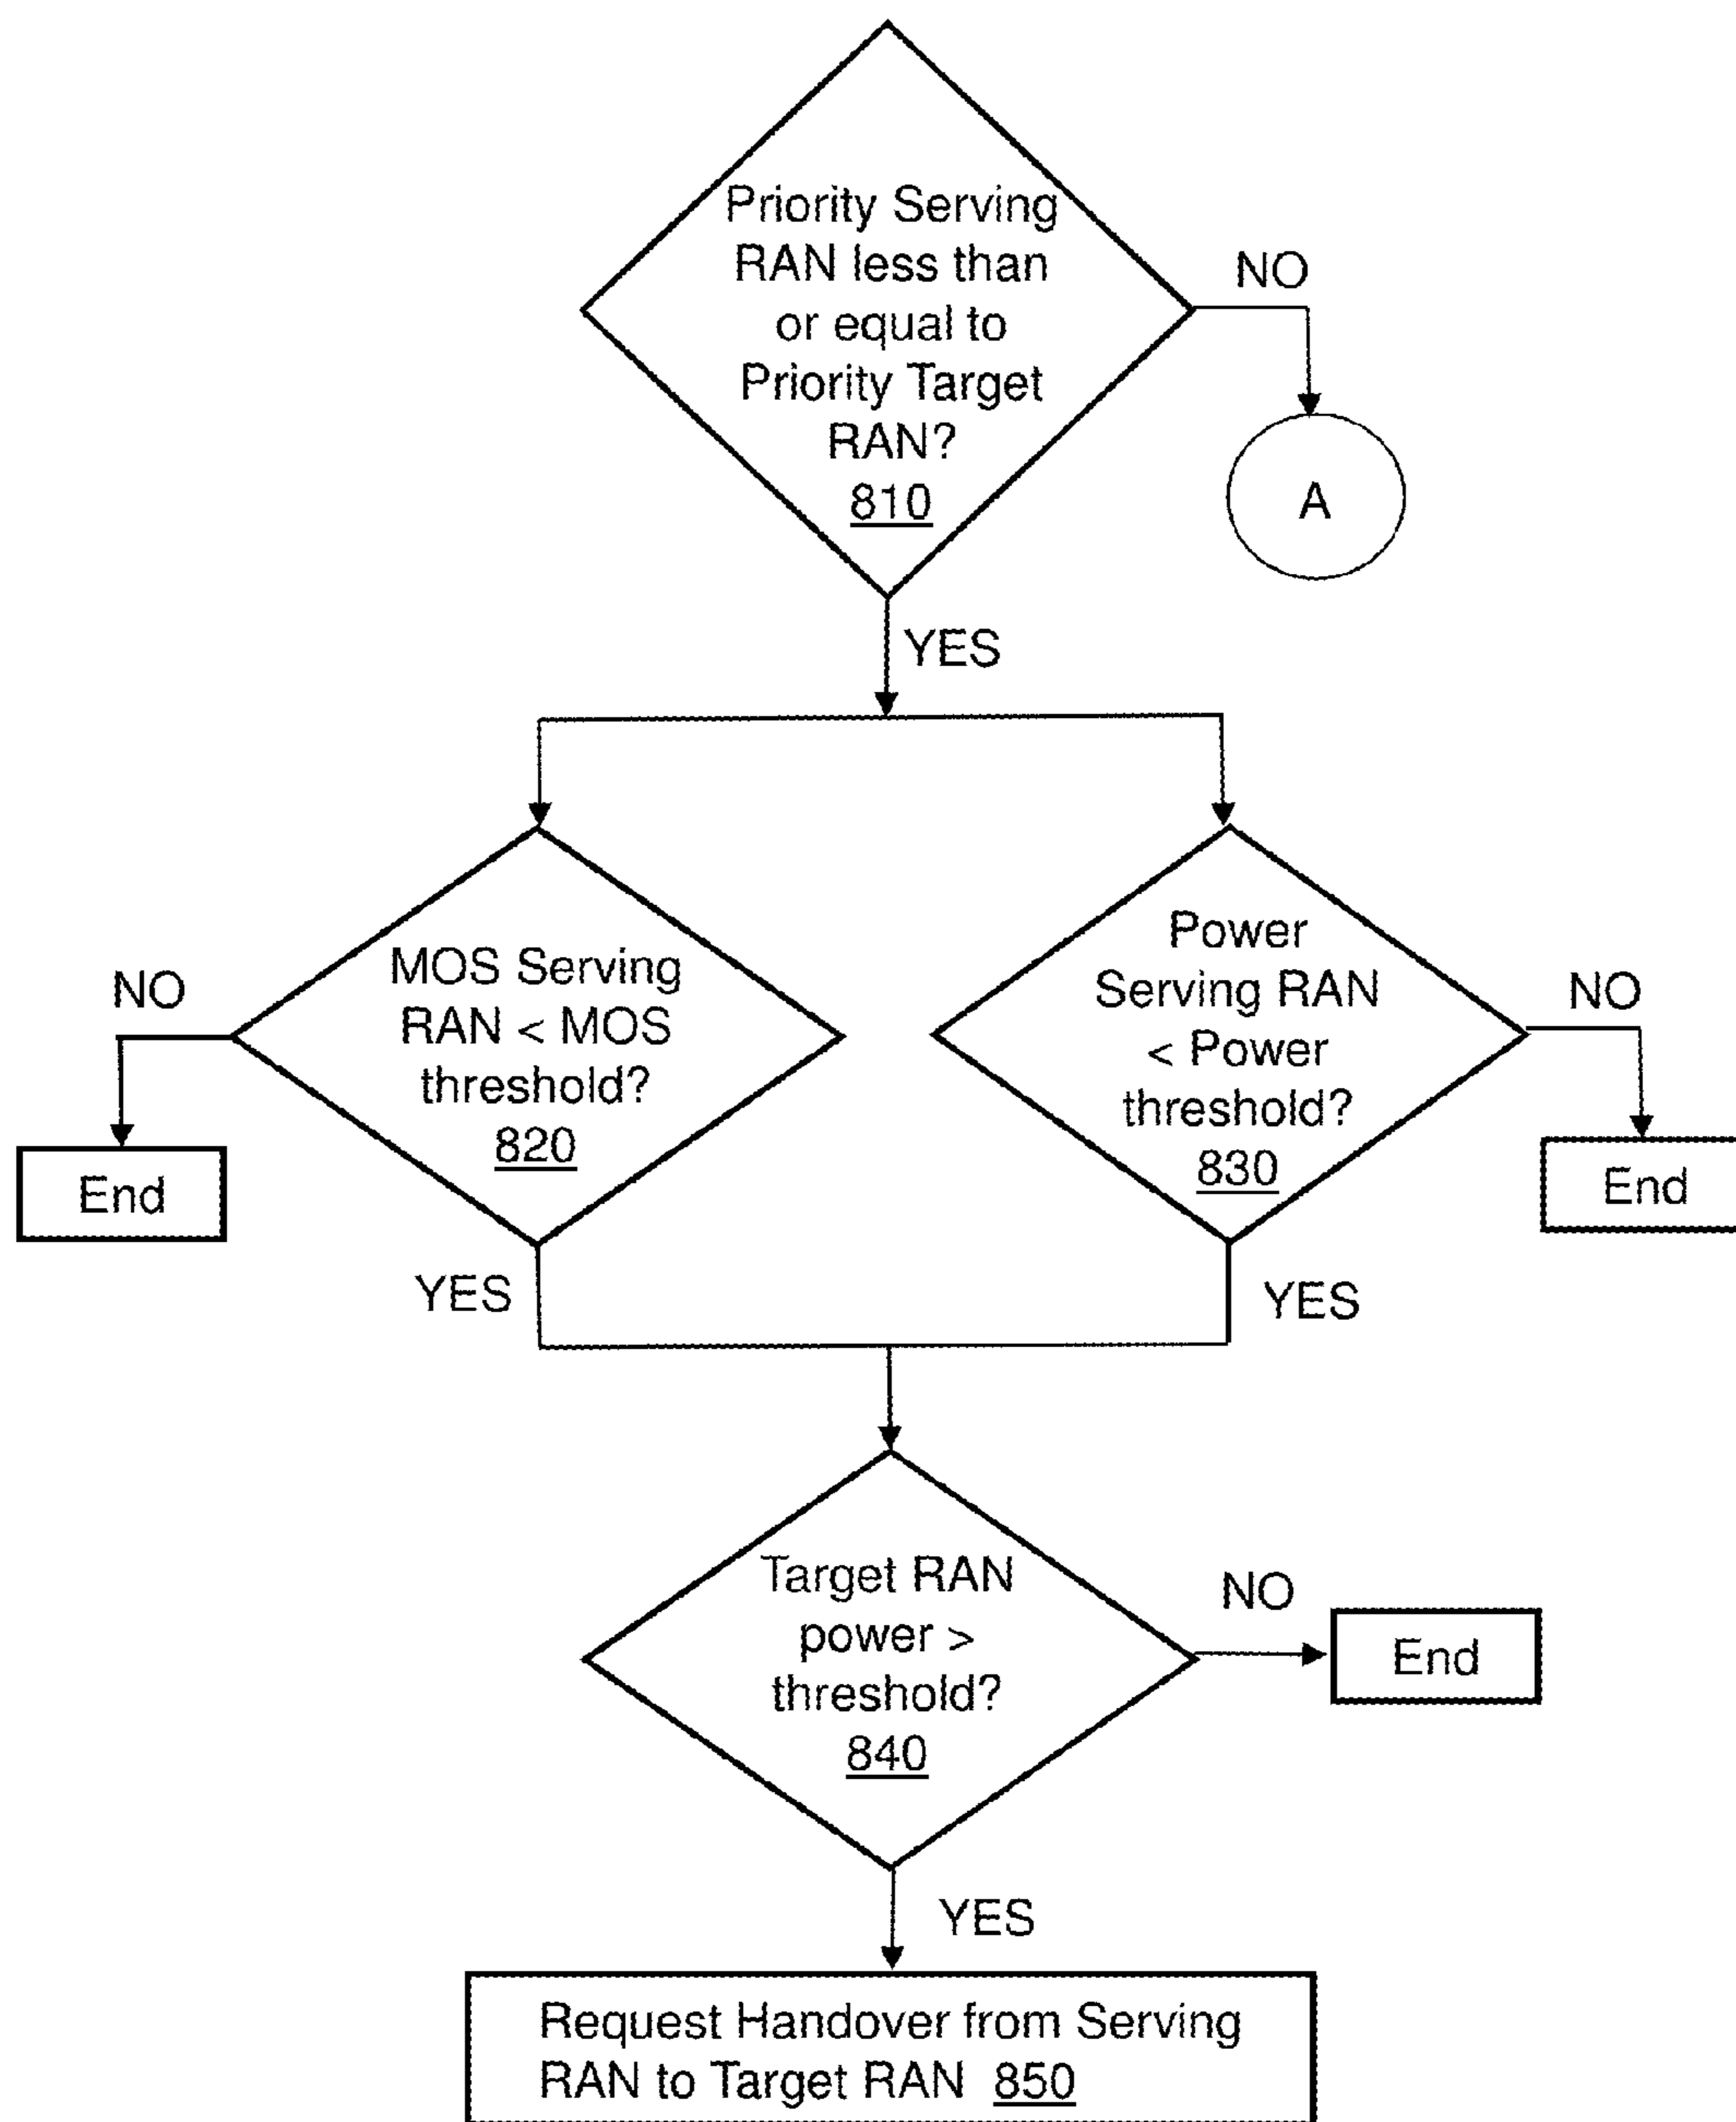 Priority Serving
RAN less than
or equal to
Priority Target
RAN?
810
NO
A
YES
MOS Serving
RAN < MOS
threshold?
820
NO
End
YES
Power
Serving RAN
< Power
threshold?
830
NO
End
YES
Target RAN
power >
threshold?
840
NO
End
YES
Request Handover from Serving
RAN to Target RAN 850